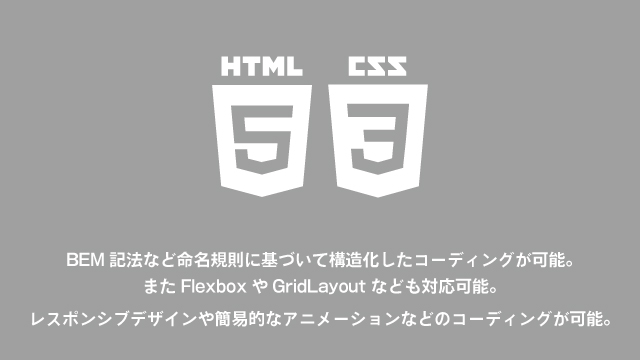 HTML CSS
5 3
BEM 記法など命名規則に基づいて構造化したコーディングが可能。
また Flexbox や GridLayout なども対応可能。
レスポンシブデザインや簡易的なアニメーションなどのコーディングが可能。